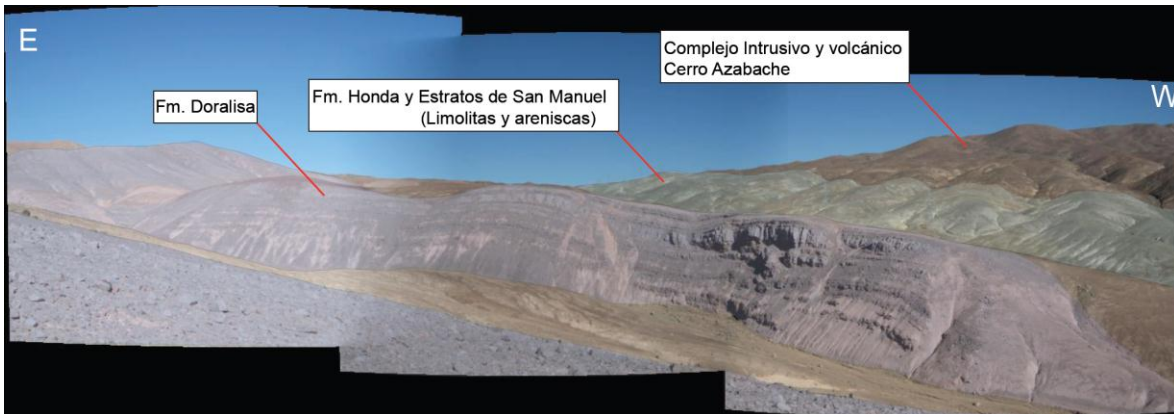 E
Complejo Intrusivo y volcánico
Cerro Azabache
W
Fm. Honda y Estratos de San Manuel
(Limolitas y areniscas)
Fm. Doralisa